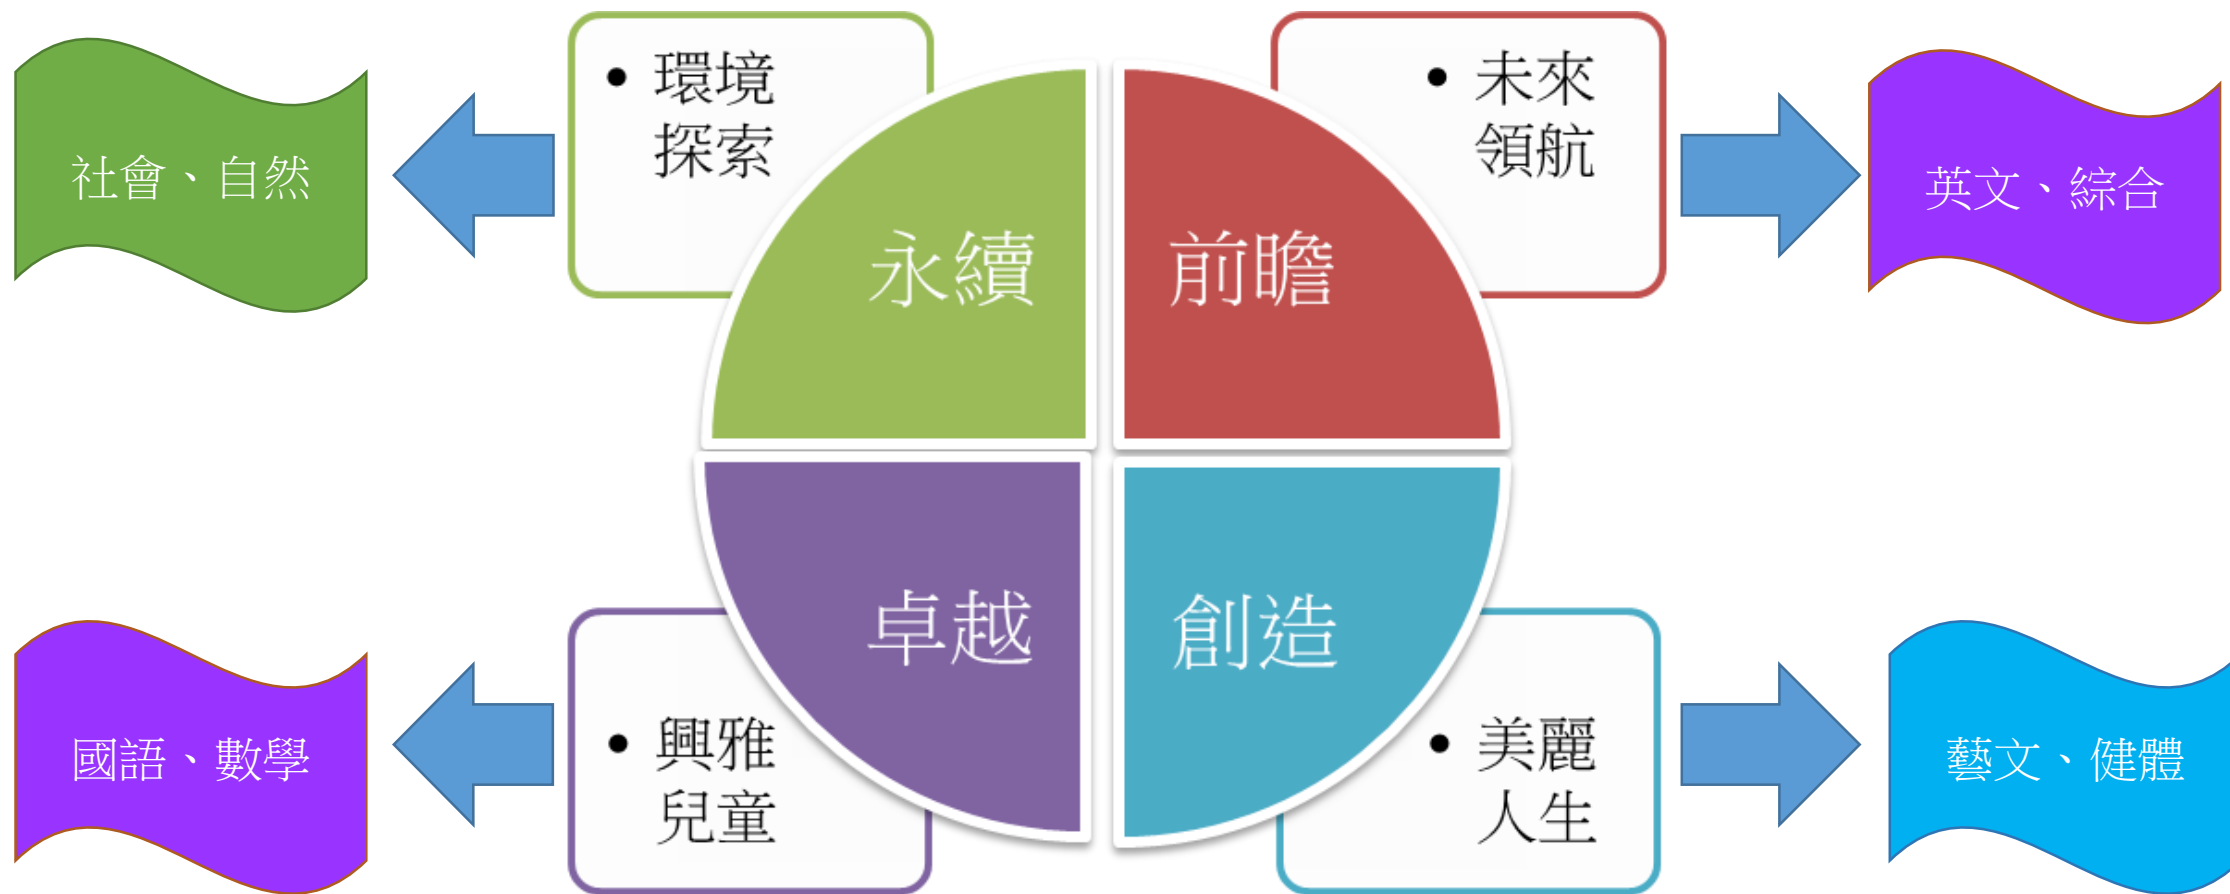 • 環境
探索
• 未來
領航
社會、自然
英文、綜合
永續
前瞻
卓越
創造
• 興雅
兒童
• 美麗
人生
國語、數學
藝文、健體